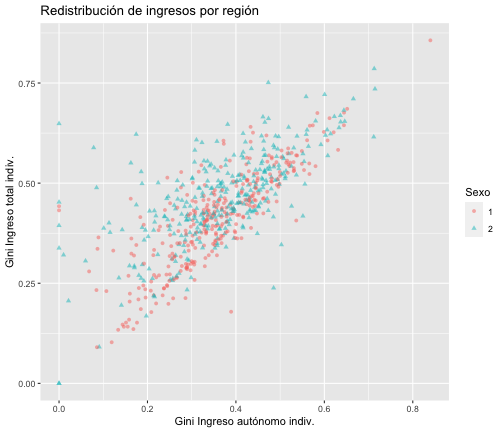 Redistribución de ingresos por región
Gini Ingreso total indiv.
0.75
0.50
0.25
0.00
0.0 0.2 0.4 0.6 0.8
Gini Ingreso autónomo indiv.
Sexo
1
2